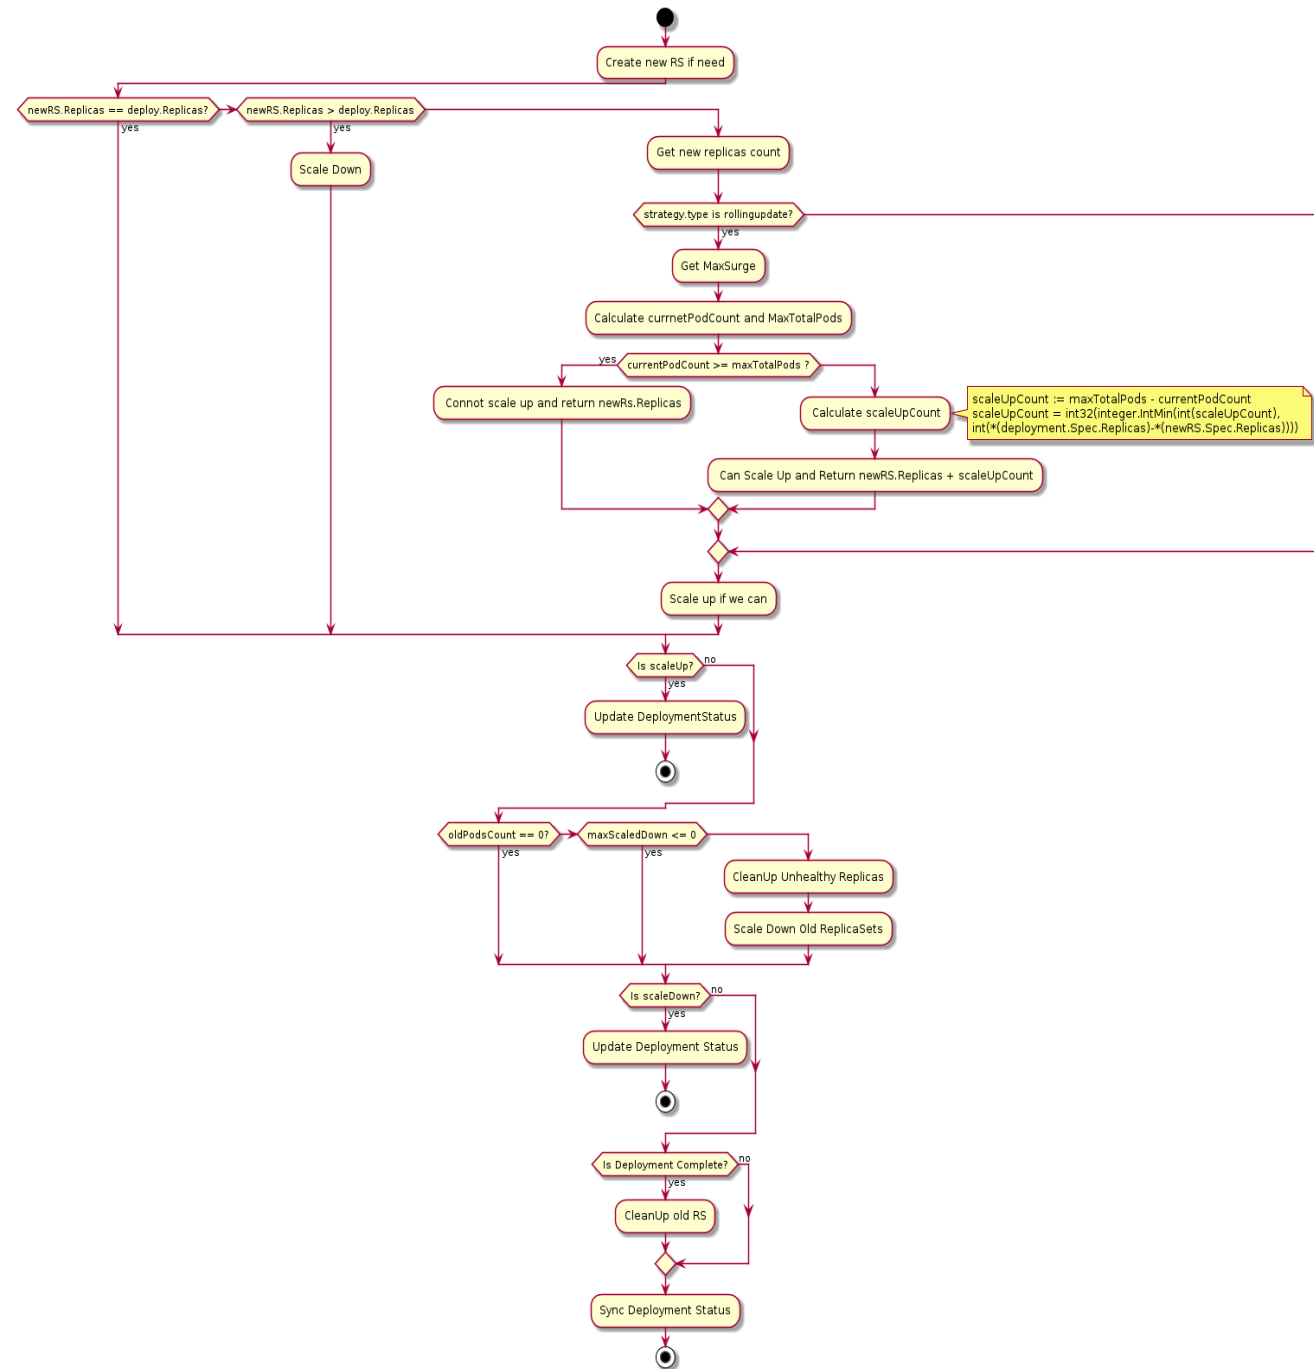 Create new RS if need
newRS.Replicas == deploy.Replicas?
newRS.Replicas > deploy.Replicas
yes
yes
Scale Down
Get new replicas count
strategy.type is rollingupdate?
yes
Get MaxSurge
Calculate currnetPodCount and MaxTotalPods
yes
currentPodCount >= maxTotalPods ?
Connot scale up and return newRs.Replicas
Calculate scaleUpCount
scaleUpCount := maxTotalPods - currentPodCount
scaleUpCount = int32(integer.IntMin(int(scaleUpCount),
int(*(deployment.Spec.Replicas)-*(newRS.Spec.Replicas))))
Can Scale Up and Return newRS.Replicas + scaleUpCount
Scale up if we can
Is scaleUp?
no
yes
Update DeploymentStatus
oldPodsCount == 0?
maxScaledDown <= 0
yes
yes
CleanUp Unhealthy Replicas
Scale Down Old ReplicaSets
Is scaleDown?
no
yes
Update Deployment Status
Is Deployment Complete?
no
yes
CleanUp old RS
Sync Deployment Status